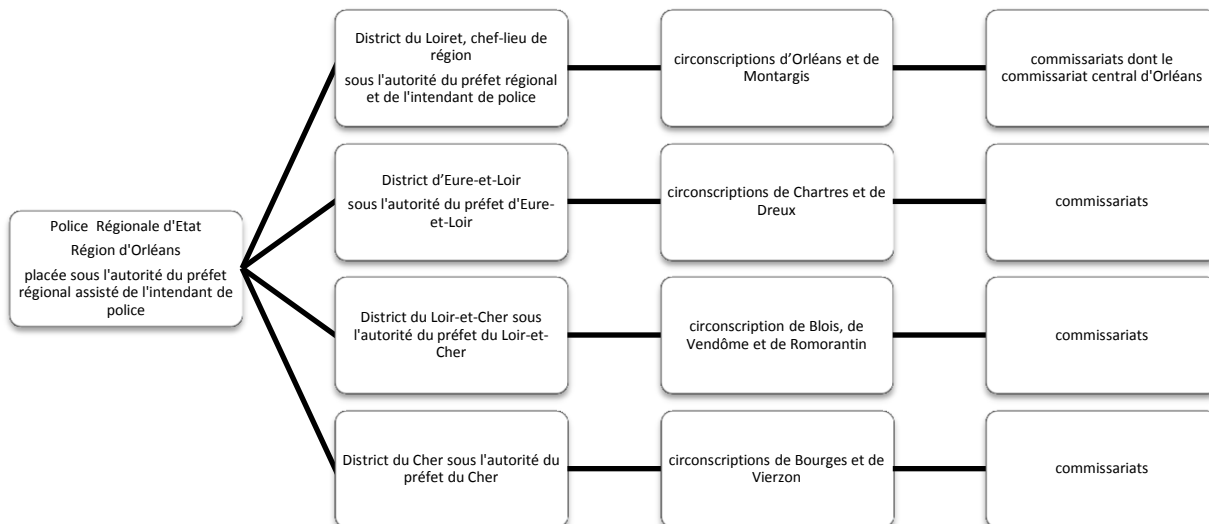 Police Régionale d'Etat
Région d'Orléans
placée sous l'autorité du préfet
régional assisté de l'intendant de
police
District du Loiret, chef-lieu de
région
sous l'autorité du préfet régional
et de l'intendant de police
circonscriptions d’Orléans et de
Montargis
commissariats dont le
commissariat central d'Orléans
District d’Eure-et-Loir
sous l'autorité du préfet d'Eure-
et-Loir
circonscriptions de Chartres et de
Dreux
commissariats
District du Loir-et-Cher sous
l'autorité du préfet du Loir-et-
Cher
circonscription de Blois, de
Vendôme et de Romorantin
commissariats
District du Cher sous l'autorité du
préfet du Cher
circonscriptions de Bourges et de
Vierzon
commissariats